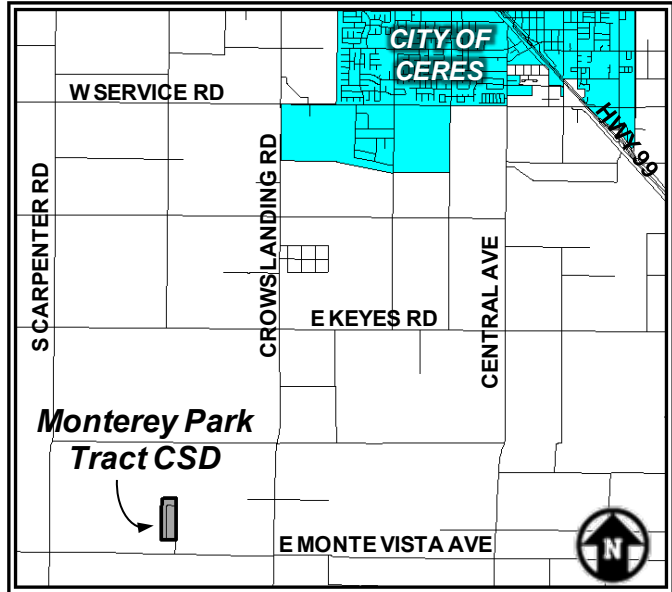 CITY OF
CERES
W SERVICE RD
HWY 99
S CARPENTER RD
CROWS LANDING RD
CENTRAL AVE
E KEYES RD
Monterey Park
Tract CSD
E MONTE VISTA AVE
N